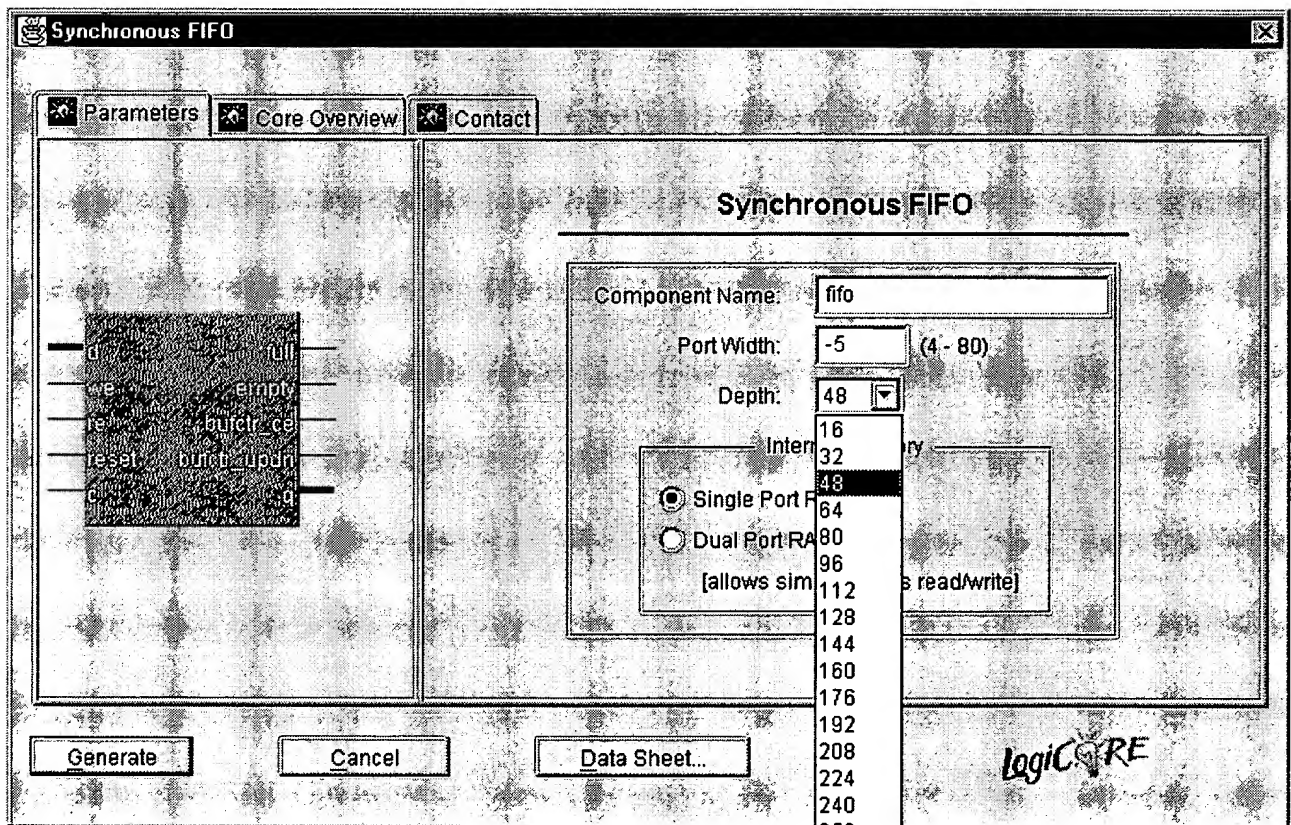 Synchronous FIFO
Parameters
Core Overview
Contact
d
full
we
empty
re
bufctr_ce
reset
bufctr_updn
c
q
Synchronous FIFO
Component Name:
fifo
Port Width:
-5
(4 - 80)
Depth:
48
16
32
48
64
80
96
112
128
144
160
176
192
208
224
240
Single Port
Dual Port
[allows
read/write]
Generate
Cancel
Data Sheet...
LogiCORE